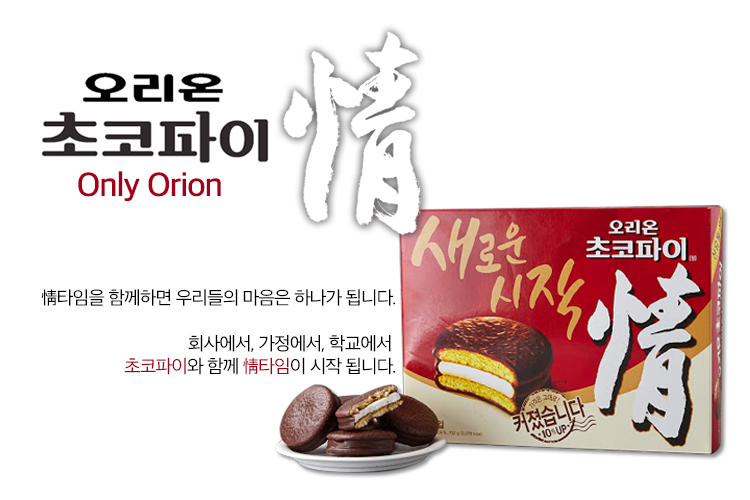 오리온
초코파이 情
Only Orion
情타임을 함께하면 우리들의 마음은 하나가 됩니다.
회사에서, 가정에서, 학교에서
초코파이와 함께 情타임이 시작 됩니다.
새로운
시작
오리온
초코파이
情
커졌습니다
10% UP